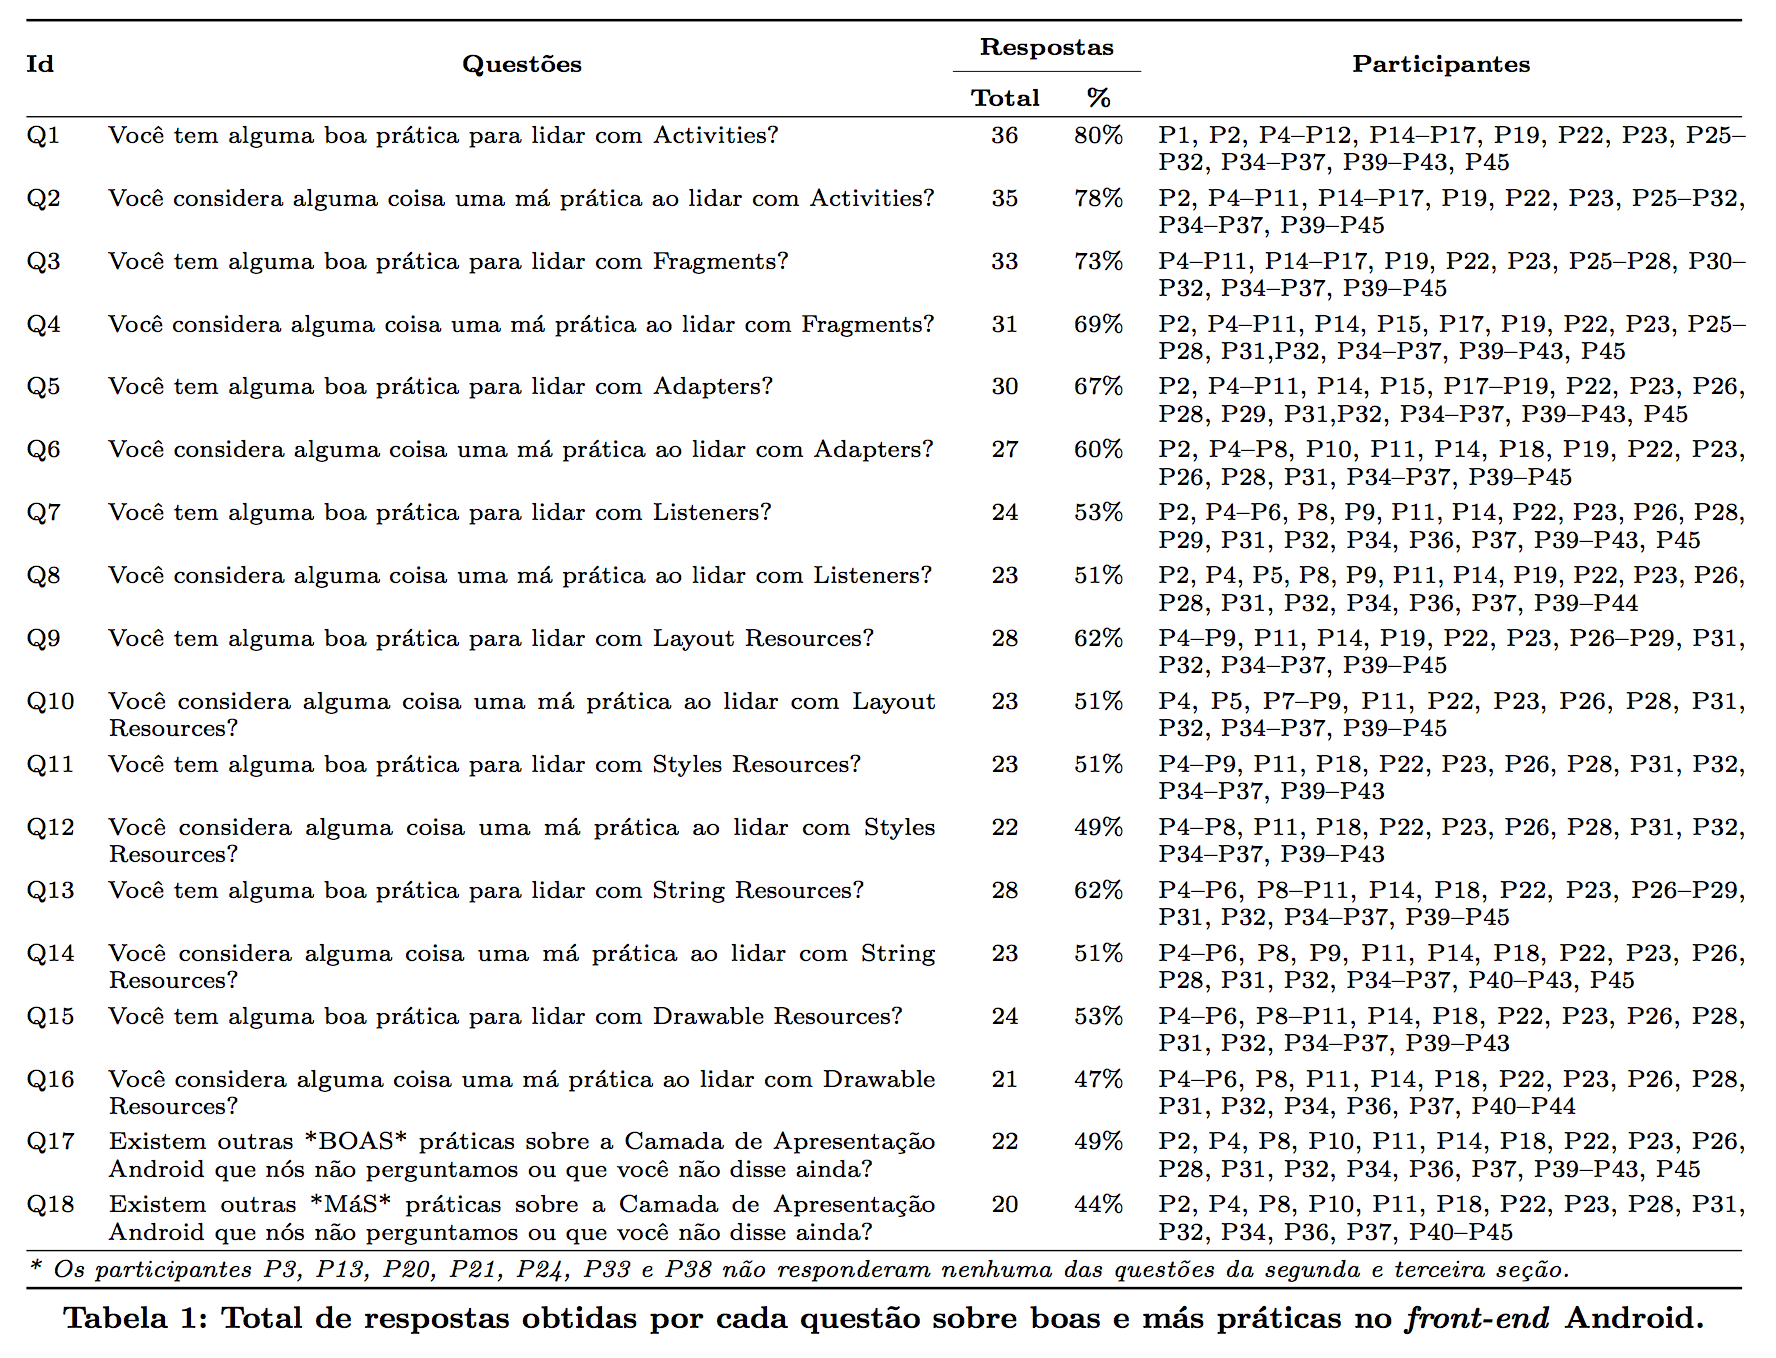 Id Questões Respostas Participantes
Total %
Q1 Você tem alguma boa prática para lidar com Activities? 36 80% P1, P2, P4–P12, P14–P17, P19, P22, P23, P25–
P32, P34–P37, P39–P43, P45
Q2 Você considera alguma coisa uma má prática ao lidar com Activities? 35 78% P2, P4–P11, P14–P17, P19, P22, P23, P25–P32,
P34–P37, P39–P45
Q3 Você tem alguma boa prática para lidar com Fragments? 33 73% P4–P11, P14–P17, P19, P22, P23, P25–P28, P30–
P32, P34–P37, P39–P45
Q4 Você considera alguma coisa uma má prática ao lidar com Fragments? 31 69% P2, P4–P11, P14, P15, P17, P19, P22, P23, P25–
P28, P31,P32, P34–P37, P39–P43, P45
Q5 Você tem alguma boa prática para lidar com Adapters? 30 67% P2, P4–P11, P14, P15, P17–P19, P22, P23, P26,
P28, P29, P31,P32, P34–P37, P39–P43, P45
Q6 Você considera alguma coisa uma má prática ao lidar com Adapters? 27 60% P2, P4–P8, P10, P11, P14, P18, P19, P22, P23,
P26, P28, P31, P34–P37, P39–P45
Q7 Você tem alguma boa prática para lidar com Listeners? 24 53% P2, P4–P6, P8, P9, P11, P14, P22, P23, P26, P28,
P29, P31, P32, P34, P36, P37, P39–P43, P45
Q8 Você considera alguma coisa uma má prática ao lidar com Listeners? 23 51% P2, P4, P5, P8, P9, P11, P14, P19, P22, P23, P26,
P28, P31, P32, P34, P36, P37, P39–P44
Q9 Você tem alguma boa prática para lidar com Layout Resources? 28 62% P4–P9, P11, P14, P19, P22, P23, P26–P29, P31,
P32, P34–P37, P39–P45
Q10 Você considera alguma coisa uma má prática ao lidar com Layout 23 51% P4, P5, P7–P9, P11, P22, P23, P26, P28, P31,
Resources? P32, P34–P37, P39–P45
Q11 Você tem alguma boa prática para lidar com Styles Resources? 23 51% P4–P9, P11, P18, P22, P23, P26, P28, P31, P32,
P34–P37, P39–P43
Q12 Você considera alguma coisa uma má prática ao lidar com Styles 22 49% P4–P8, P11, P18, P22, P23, P26, P28, P31, P32,
Resources? P34–P37, P39–P43
Q13 Você tem alguma boa prática para lidar com String Resources? 28 62% P4–P6, P8–P11, P14, P18, P22, P23, P26–P29,
P31, P32, P34–P37, P39–P45
Q14 Você considera alguma coisa uma má prática ao lidar com String 23 51% P4–P6, P8, P9, P11, P14, P18, P22, P23, P26,
Resources? P28, P31, P32, P34–P37, P40–P43, P45
Q15 Você tem alguma boa prática para lidar com Drawable Resources? 24 53% P4–P6, P8–P11, P14, P18, P22, P23, P26, P28,
P31, P32, P34–P37, P39–P43
Q16 Você considera alguma coisa uma má prática ao lidar com Drawable 21 47% P4–P6, P8, P11, P14, P18, P22, P23, P26, P28,
Resources? P31, P32, P34, P36, P37, P40–P44
Q17 Existem outras *BOAS* práticas sobre a Camada de Apresentação 22 49% P2, P4, P8, P10, P11, P14, P18, P22, P23, P26,
Android que nós não perguntamos ou que você não disse ainda? P28, P31, P32, P34, P36, P37, P39–P43, P45
Q18 Existem outras *MáS* práticas sobre a Camada de Apresentação 20 44% P2, P4, P8, P10, P11, P18, P22, P23, P28, P31,
Android que nós não perguntamos ou que você não disse ainda? P32, P34, P36, P37, P40–P45
* Os participantes P3, P13, P20, P21, P24, P33 e P38 não responderam nenhuma das questões da segunda e terceira seção.
Tabela 1: Total de respostas obtidas por cada questão sobre boas e más práticas no front-end Android.